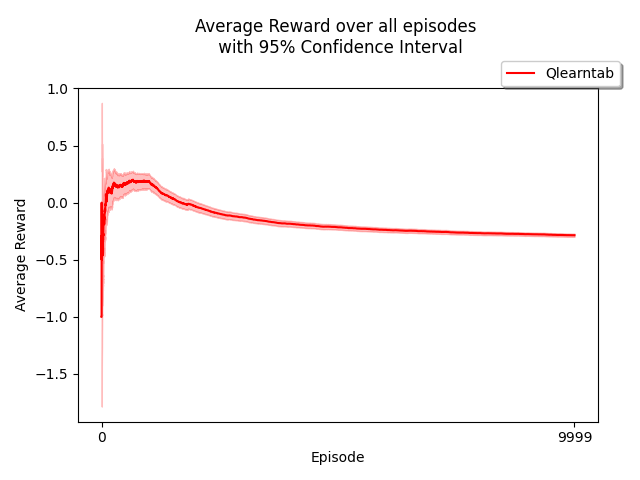 Average Reward over all episodes
with 95% Confidence Interval
Qlearntab
1.0
0.5
0.0
−0.5
−1.0
−1.5
Average Reward
0
9999
Episode